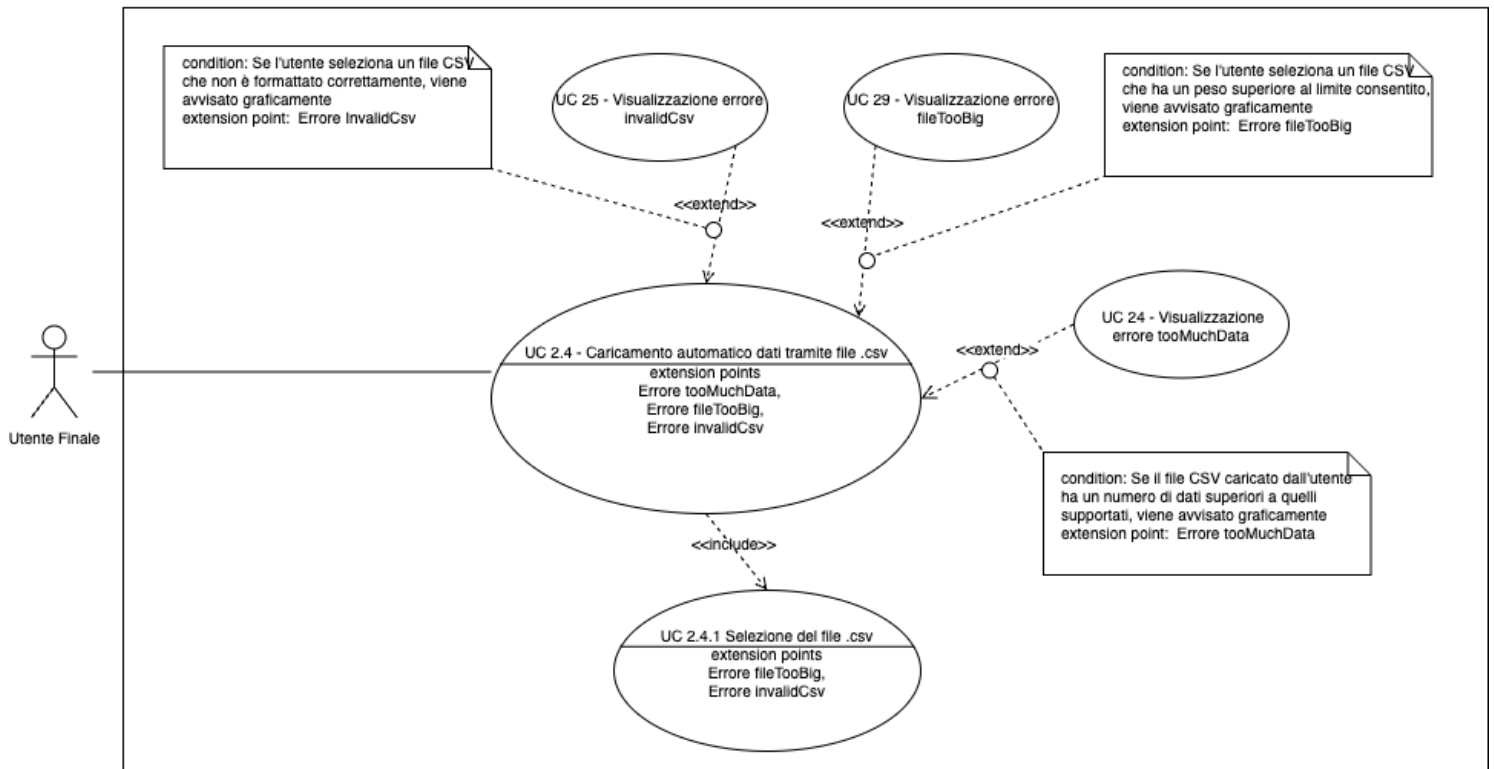 condition: Se l'utente seleziona un file CSV
che non è formattato correttamente, viene
avvisato graficamente
extension point:  Errore InvalidCsv
UC 25 - Visualizzazione errore
invalidCsv
UC 29 - Visualizzazione errore
fileTooBig
condition: Se l'utente seleziona un file CSV
che ha un peso superiore al limite consentito,
viene avvisato graficamente
extension point:  Errore fileTooBig
<<extend>>
<<extend>>
UC 24 - Visualizzazione
errore tooMuchData
<<extend>>
UC 2.4 - Caricamento automatico dati tramite file .csv
extension points
Errore tooMuchData,
Errore fileTooBig,
Errore invalidCsv
Utente Finale
condition: Se il file CSV caricato dall'utente
ha un numero di dati superiori a quelli
supportati, viene avvisato graficamente
extension point:  Errore tooMuchData
<<include>>
UC 2.4.1 Selezione del file .csv
extension points
Errore fileTooBig,
Errore invalidCsv